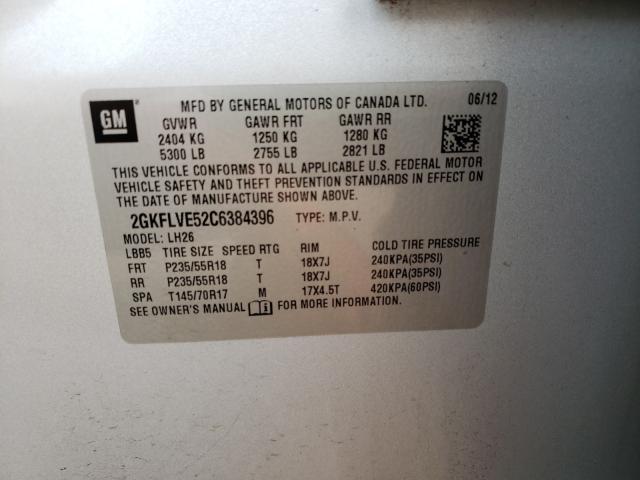 GM
MFD BY GENERAL MOTORS OF CANADA LTD. 06/12
GVWR GAWR FRT GAWR RR
2404 KG 1250 KG 1280 KG
5300 LB 2755 LB 2821 LB
THIS VEHICLE CONFORMS TO ALL APPLICABLE U.S. FEDERAL MOTOR
VEHICLE SAFETY AND THEFT PREVENTION STANDARDS IN EFFECT ON
THE DATE OF MANUFACTURE SHOWN ABOVE.
2GKFLVE52C6384396 TYPE: M.P.V.
MODEL: LH26
LBB5 TIRE SIZE SPEED RTG RIM COLD TIRE PRESSURE
FRT P235/55R18 T 18X7J 240KPA(35PSI)
RR P235/55R18 T 18X7J 240KPA(35PSI)
SPA T145/70R17 M 17X4.5T 420KPA(60PSI)
SEE OWNER'S MANUAL FOR MORE INFORMATION.